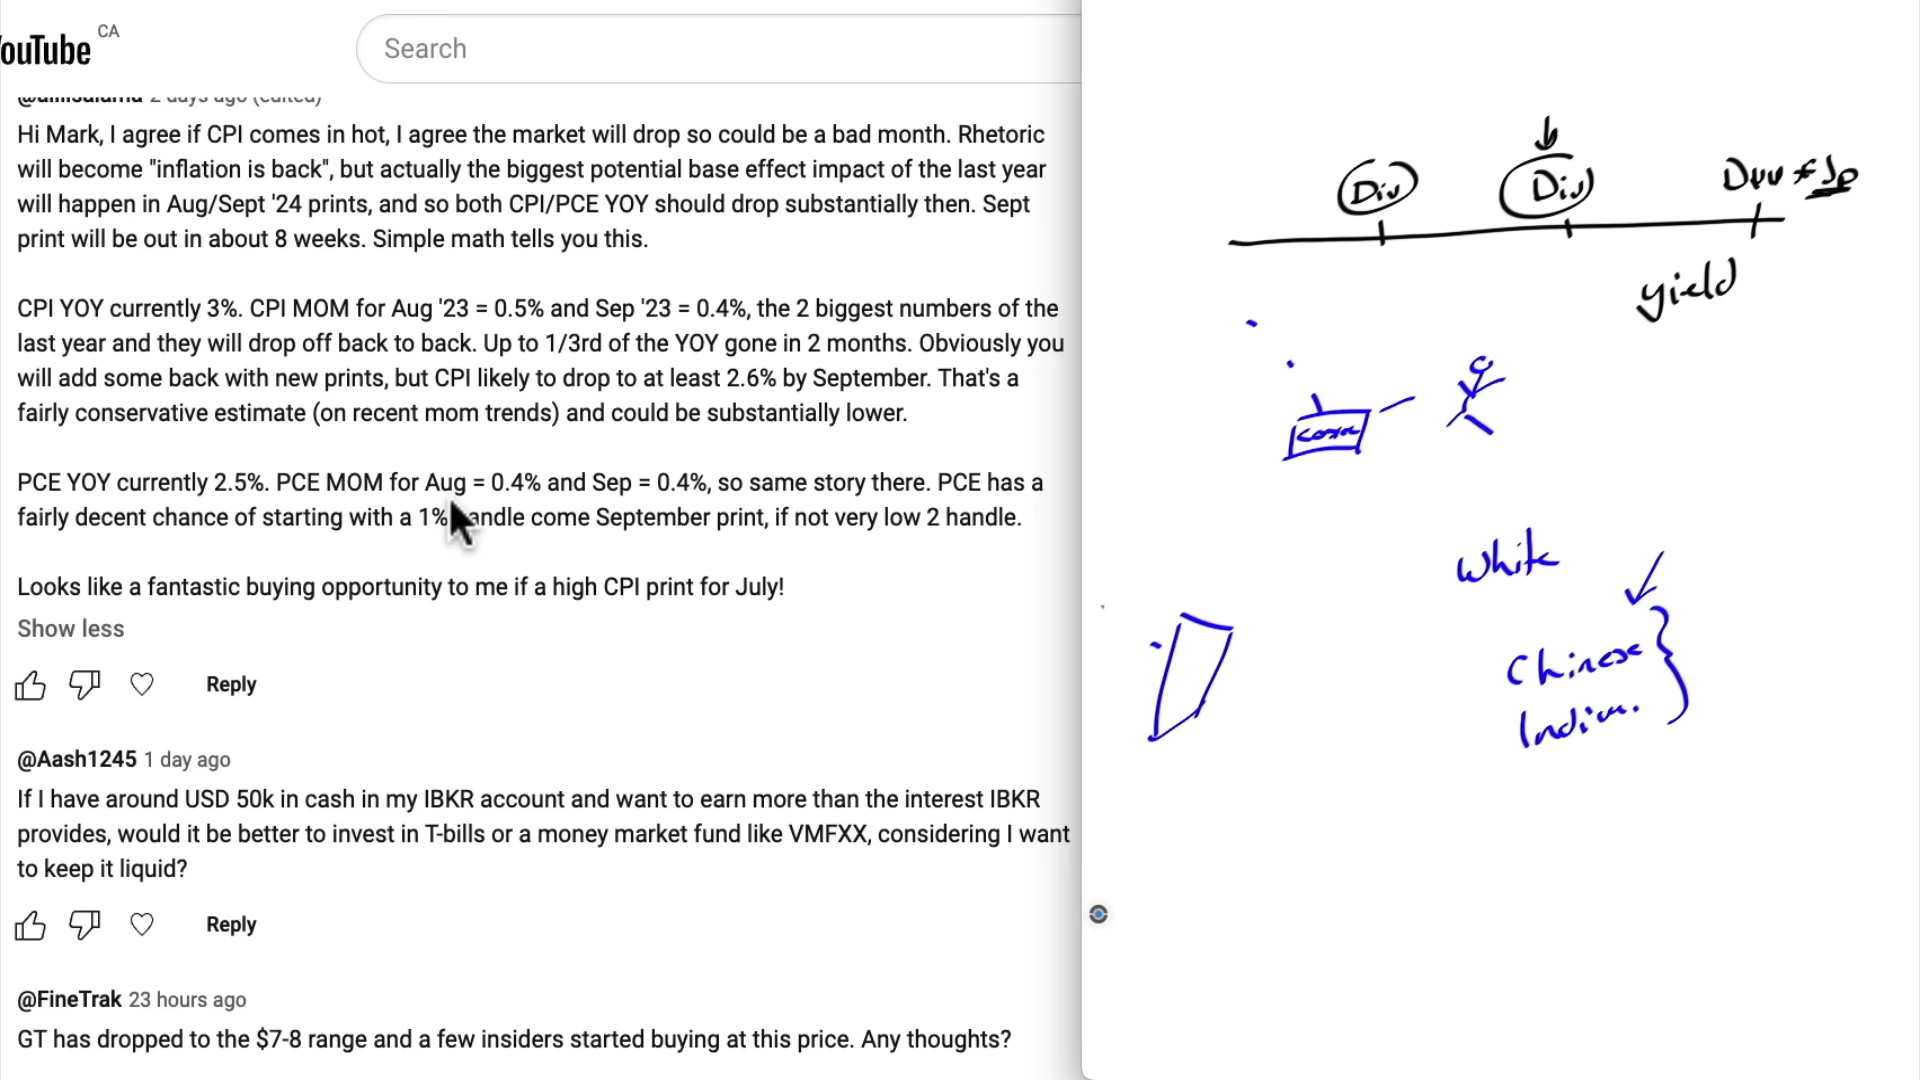 YouTube CA
Search
2 days ago (edited)
Hi Mark, I agree if CPI comes in hot, I agree the market will drop so could be a bad month. Rhetoric
will become "inflation is back", but actually the biggest potential base effect impact of the last year
will happen in Aug/Sept '24 prints, and so both CPI/PCE YOY should drop substantially then. Sept
print will be out in about 8 weeks. Simple math tells you this.
CPI YOY currently 3%. CPI MOM for Aug '23 = 0.5% and Sep '23 = 0.4%, the 2 biggest numbers of the
last year and they will drop off back to back. Up to 1/3rd of the YOY gone in 2 months. Obviously you
will add some back with new prints, but CPI likely to drop to at least 2.6% by September. That's a
fairly conservative estimate (on recent mom trends) and could be substantially lower.
PCE YOY currently 2.5%. PCE MOM for Aug = 0.4% and Sep = 0.4%, so same story there. PCE has a
fairly decent chance of starting with a 1% handle come September print, if not very low 2 handle.
Looks like a fantastic buying opportunity to me if a high CPI print for July!
Show less
Reply
@Aash1245 1 day ago
If I have around USD 50k in cash in my IBKR account and want to earn more than the interest IBKR
provides, would it be better to invest in T-bills or a money market fund like VMFXX, considering I want
to keep it liquid?
Reply
@FineTrak 23 hours ago
GT has dropped to the $7-8 range and a few insiders started buying at this price. Any thoughts?
Div Div
yield
White
Chinese